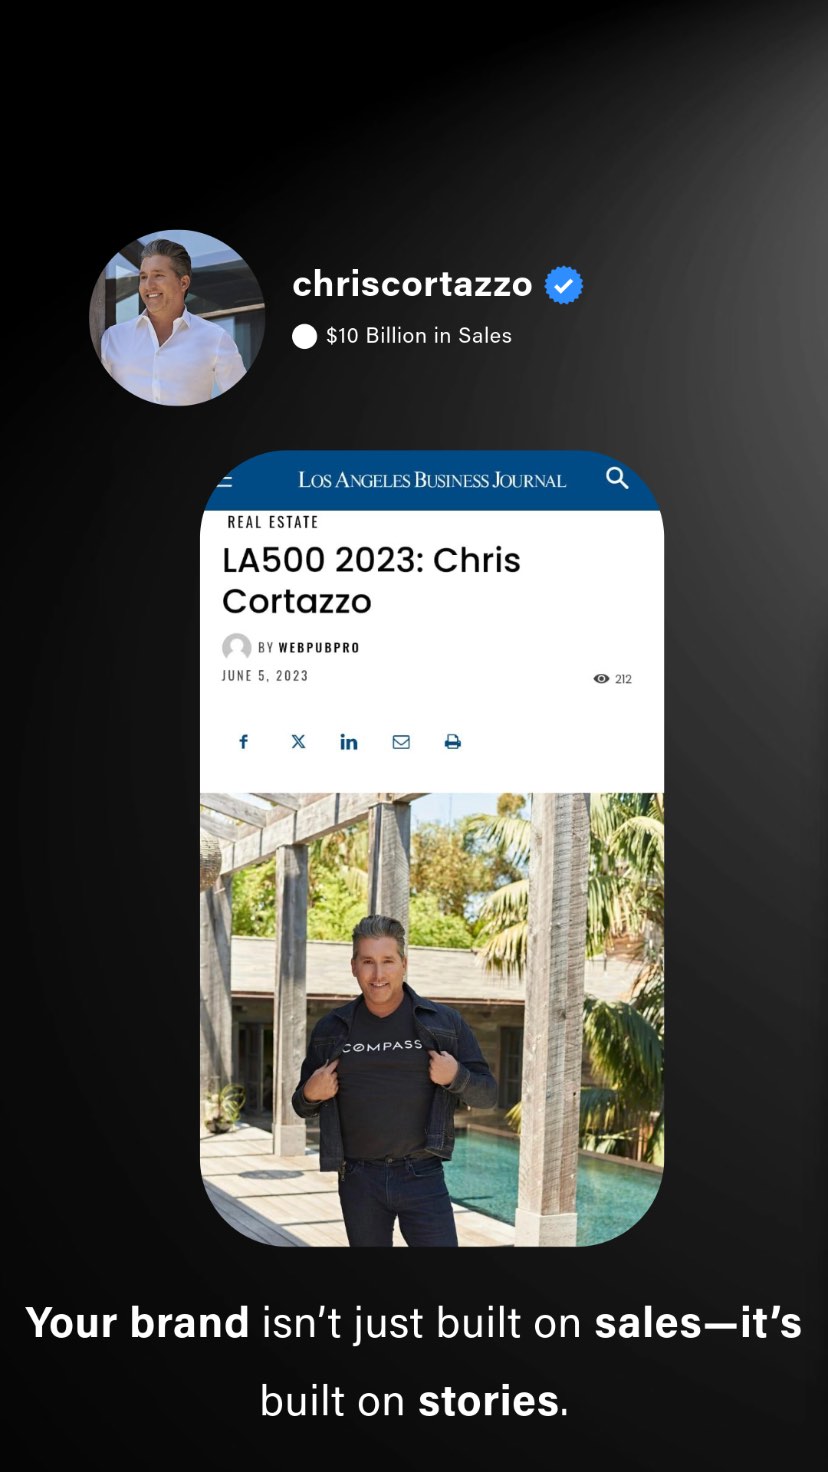 chriscortazzo
$10 Billion in Sales
LOS ANGELES BUSINESS JOURNAL
REAL ESTATE
LA500 2023: Chris
Cortazzo
BY WEBPUBPRO
JUNE 5, 2023
212
f X in
COMPASS
Your brand isn’t just built on sales—it’s
built on stories.